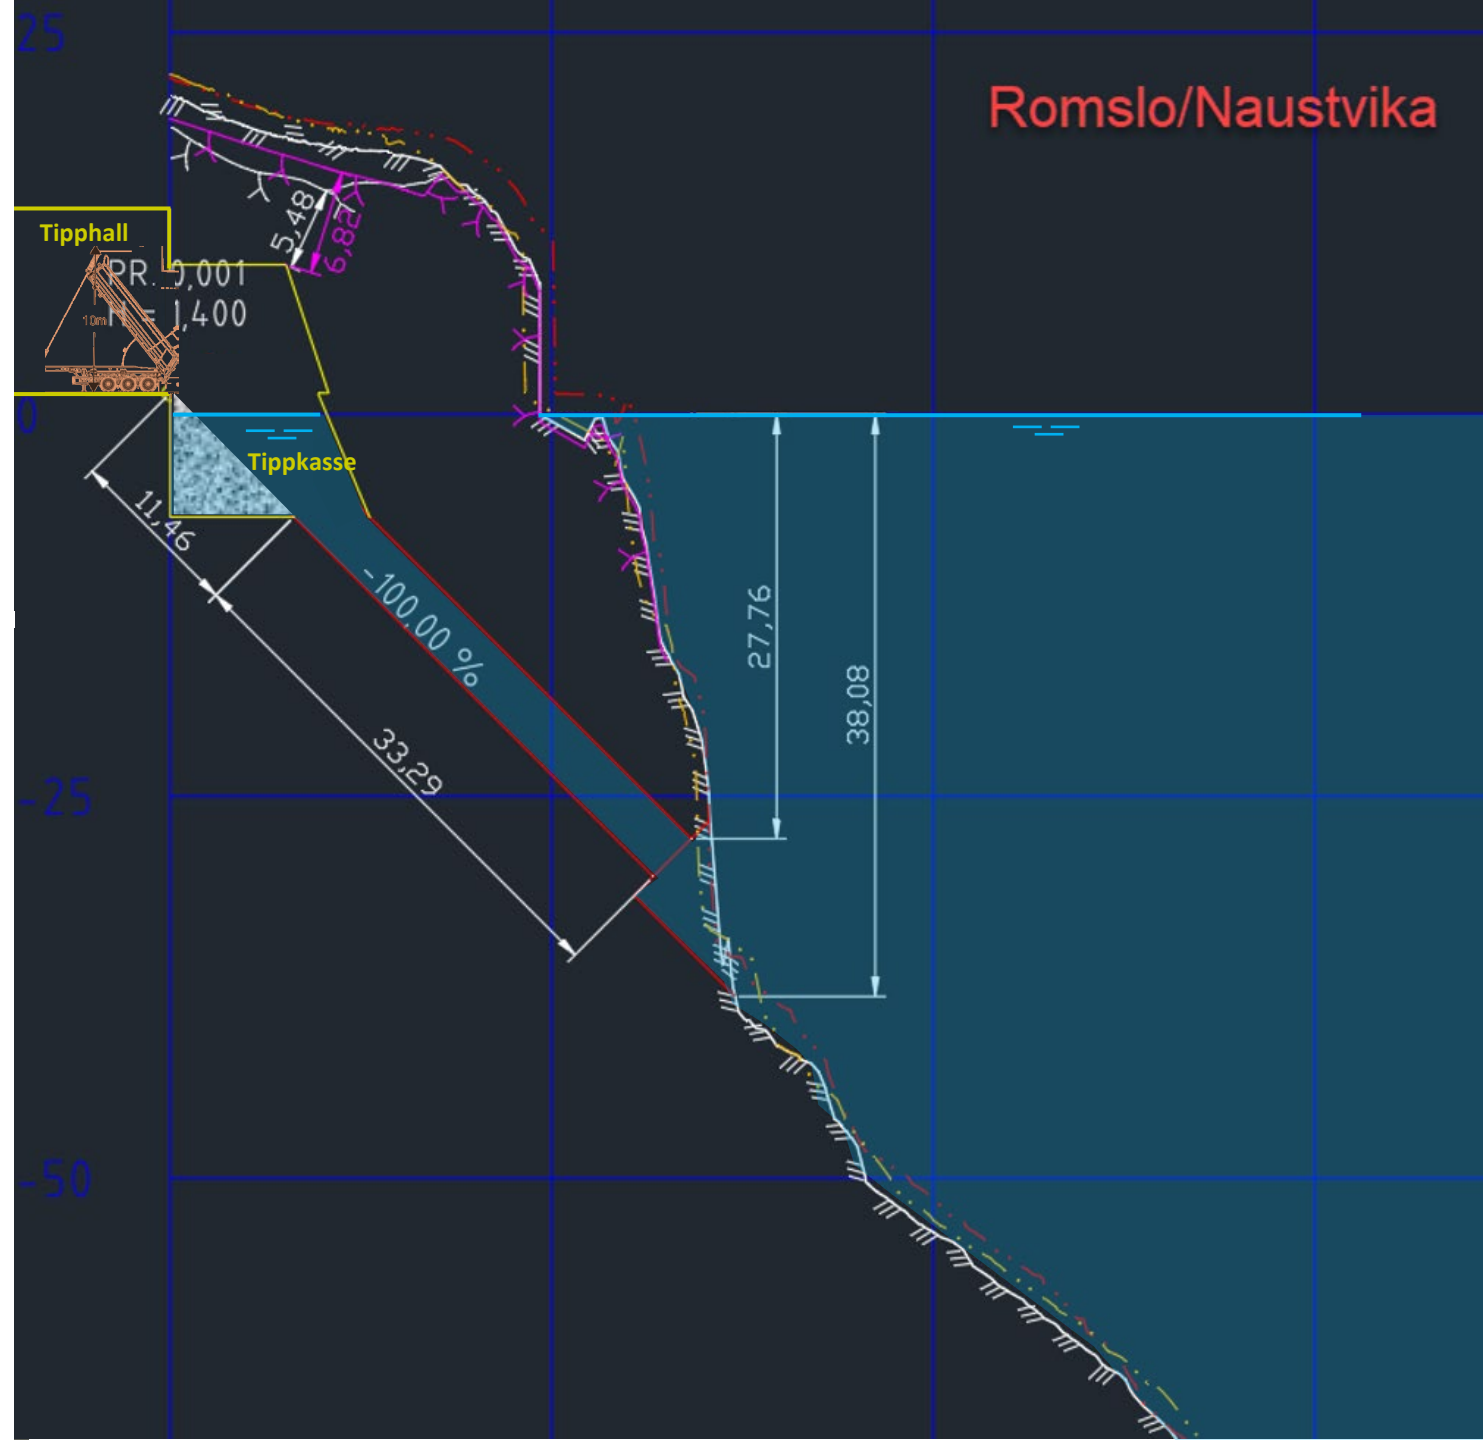 25
Romslo/Naustvika
Tipphall
5,48
6,82
PR. 0,001
10m
H = 1,400
0
Tippkasse
11,46
-100,00 %
27,76
38,08
33,29
-25
-50